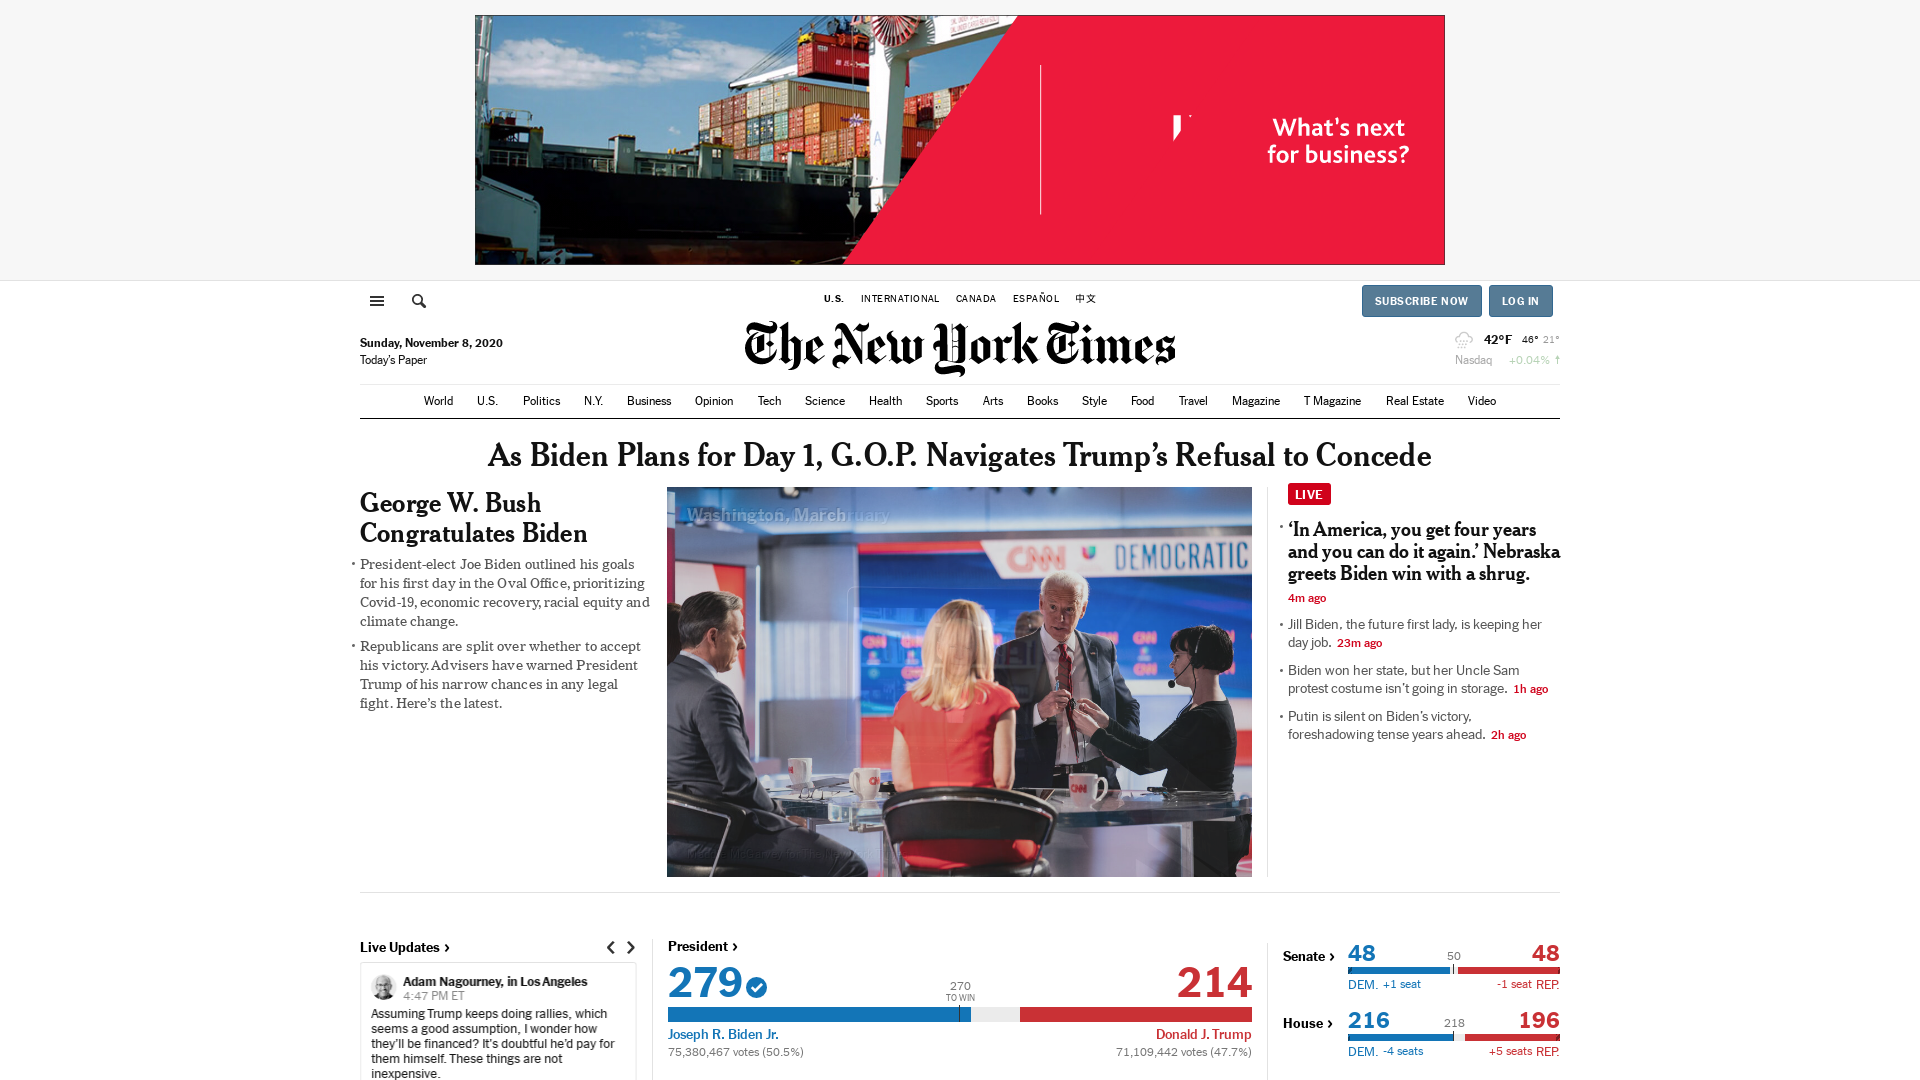 What's next
for business?
U.S. INTERNATIONAL CANADA ESPAÑOL 中文
SUBSCRIBE NOW LOG IN
Sunday, November 8, 2020
Today's Paper
The New York Times
42°F 46° 21°
Nasdaq +0.04% ↑
World U.S. Politics N.Y. Business Opinion Tech Science Health Sports Arts Books Style Food Travel Magazine T Magazine Real Estate Video
As Biden Plans for Day 1, G.O.P. Navigates Trump's Refusal to Concede
George W. Bush
Congratulates Biden
• President-elect Joe Biden outlined his goals
for his first day in the Oval Office, prioritizing
Covid-19, economic recovery, racial equity and
climate change.
• Republicans are split over whether to accept
his victory. Advisers have warned President
Trump of his narrow chances in any legal
fight. Here's the latest.
Washington, March
CNN DEMOCRATIC
CNN
CNN
CNN
LIVE
• ‘In America, you get four years
and you can do it again.’ Nebraska
greets Biden win with a shrug.
4m ago
• Jill Biden, the future first lady, is keeping her
day job. 23m ago
• Biden won her state, but her Uncle Sam
protest costume isn't going in storage. 1h ago
• Putin is silent on Biden's victory,
foreshadowing tense years ahead. 2h ago
Live Updates ›
Adam Nagourney, in Los Angeles
4:47 PM ET
Assuming Trump keeps doing rallies, which
seems a good assumption, I wonder how
they'll be financed? It's doubtful he'd pay for
them himself. These things are not
inexpensive.
President ›
279 214
270
TO WIN
Joseph R. Biden Jr. Donald J. Trump
75,380,467 votes (50.5%) 71,109,442 votes (47.7%)
Senate › 48 50 48
DEM. +1 seat -1 seat REP.
House › 216 218 196
DEM. -4 seats +5 seats REP.